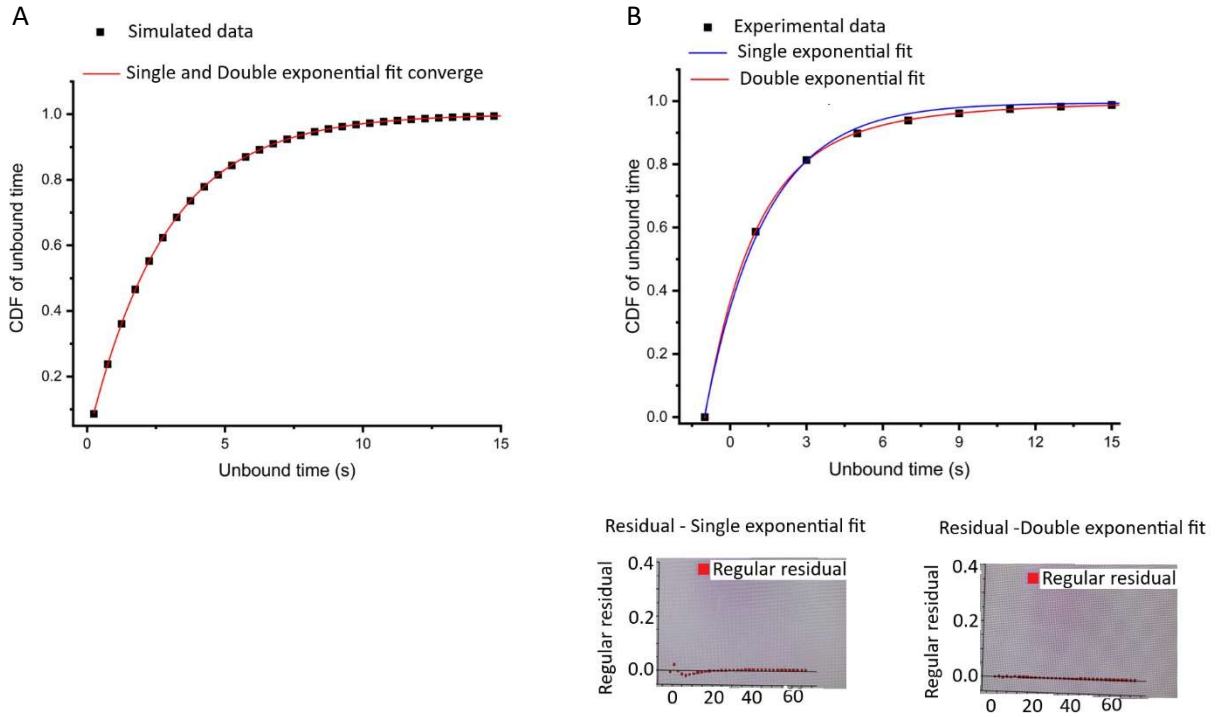 A
Simulated data
Single and Double exponential fit converge
1.0
0.8
0.6
0.4
0.2
CDF of unbound time
0
5
10
15
Unbound time (s)
B
Experimental data
Single exponential fit
Double exponential fit
1.0
0.8
0.6
0.4
0.2
0.0
CDF of unbound time
0
3
6
9
12
15
Unbound time (s)
Residual - Single exponential fit
Regular residual
0.4
0.2
0.0
Regular residual
0
20
40
60
Residual -Double exponential fit
Regular residual
0.4
0.2
0.0
Regular residual
0
20
40
60